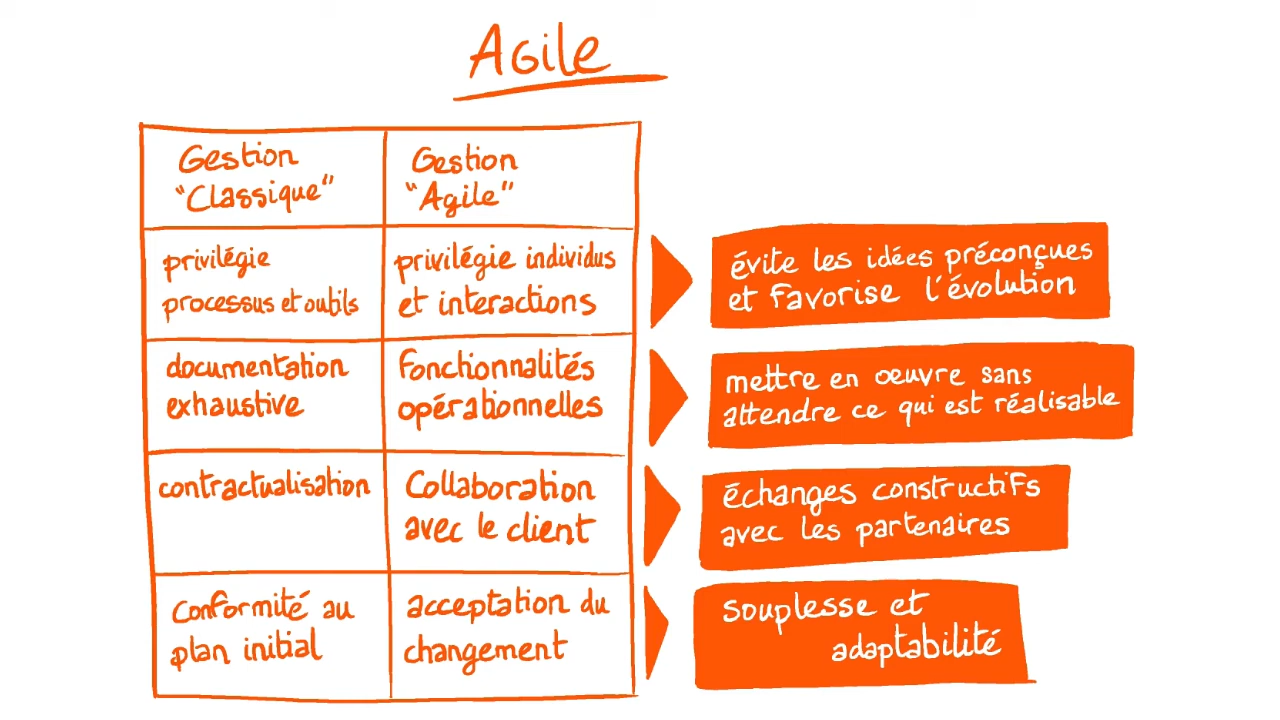 Agile
Gestion
"Classique"
Gestion
"Agile"
privilégie
processus et outils
privilégie individus
et interactions
évite les idées préconçues
et favorise l'évolution
documentation
exhaustive
fonctionnalités
opérationnelles
mettre en oeuvre sans
attendre ce qui est réalisable
contractualisation
Collaboration
avec le client
échanges constructifs
avec les partenaires
Conformité au
plan initial
acceptation du
changement
souplesse et
adaptabilité